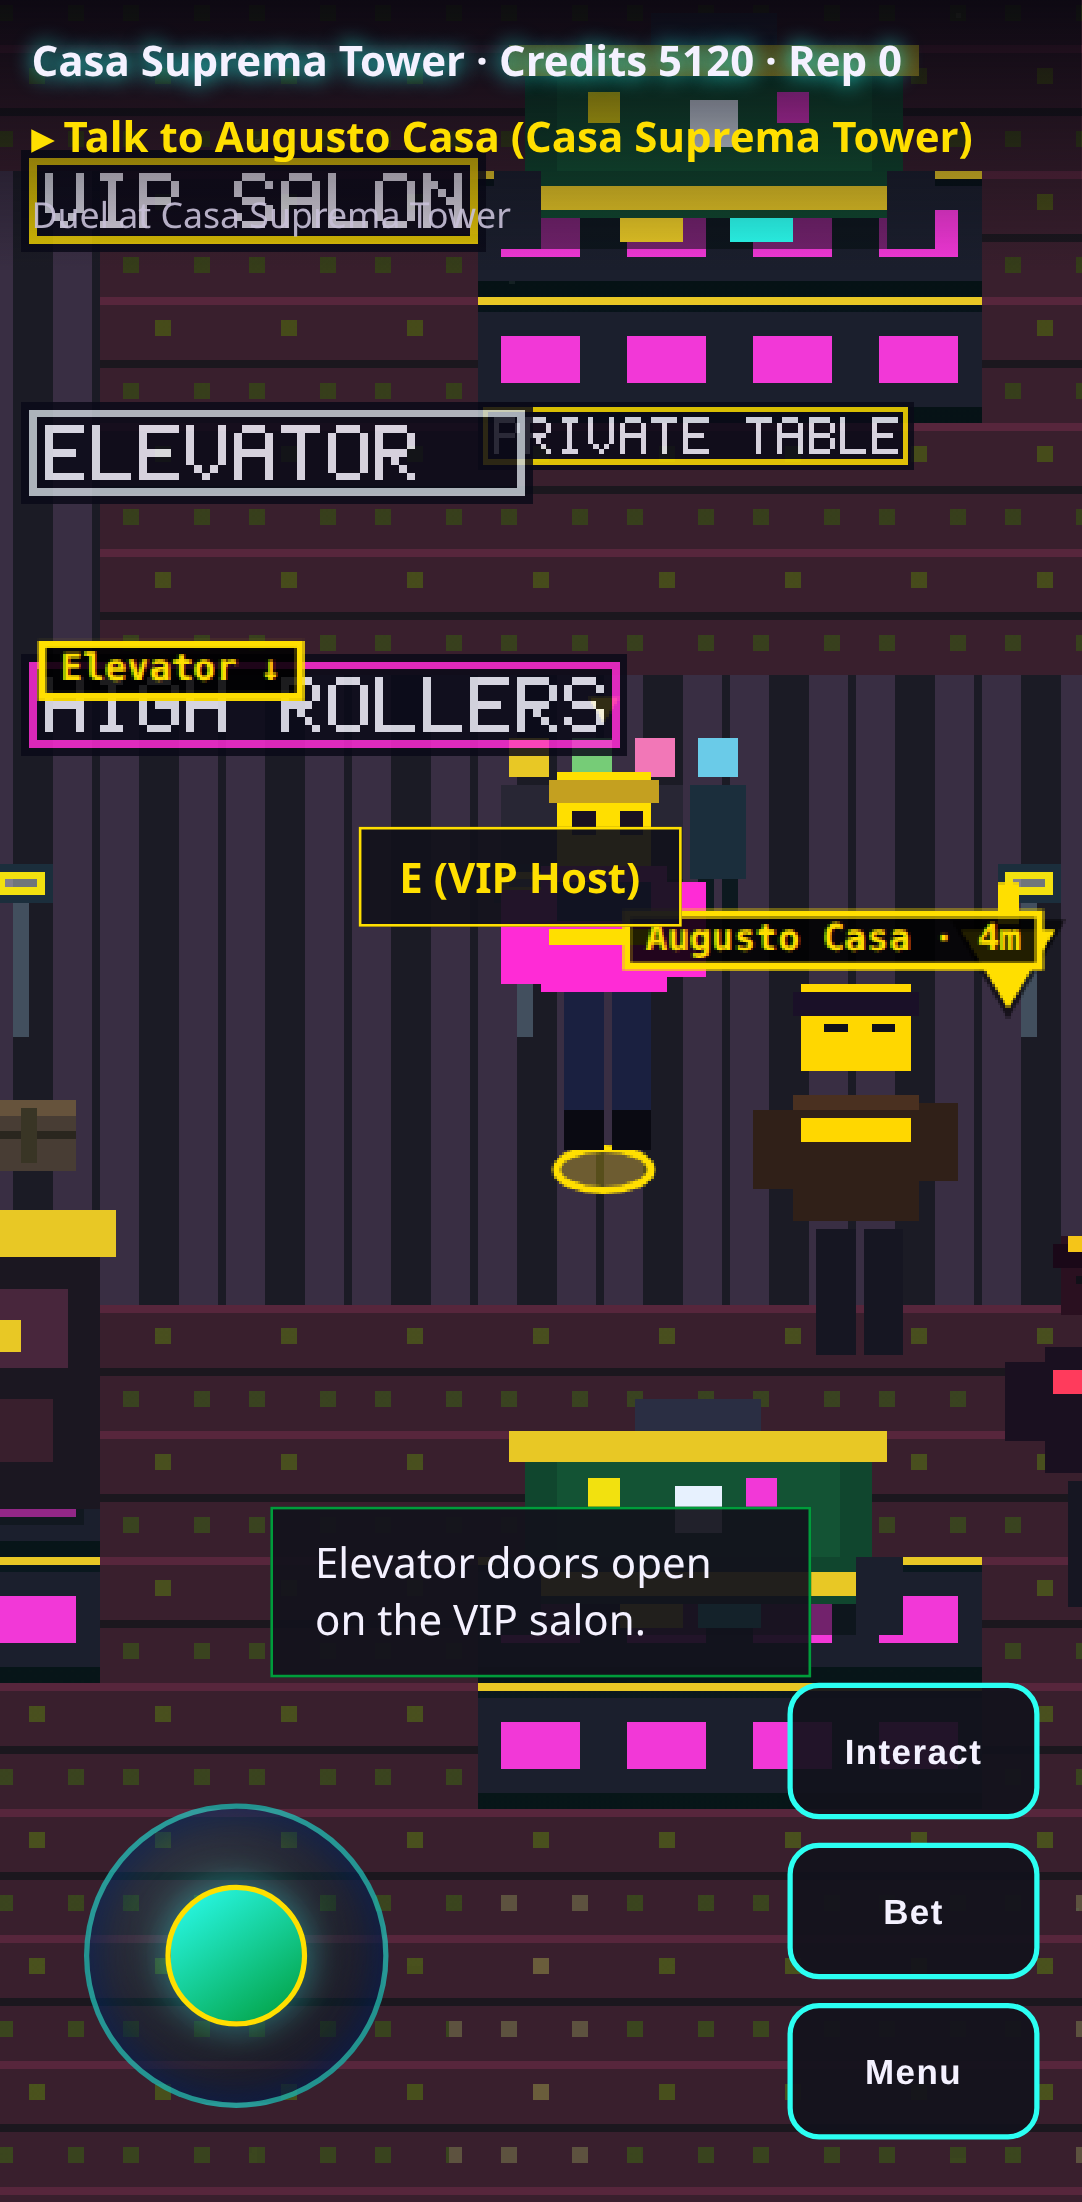 Casa Suprema Tower · Credits 5120 · Rep 0
▸ Talk to Augusto Casa (Casa Suprema Tower)
VIP SALON
Duel at Casa Suprema Tower
ELEVATOR
PRIVATE TABLE
Elevator ↓
HIGH ROLLERS
E (VIP Host)
Augusto Casa · 4m
Elevator doors open
on the VIP salon.
Interact
Bet
Menu